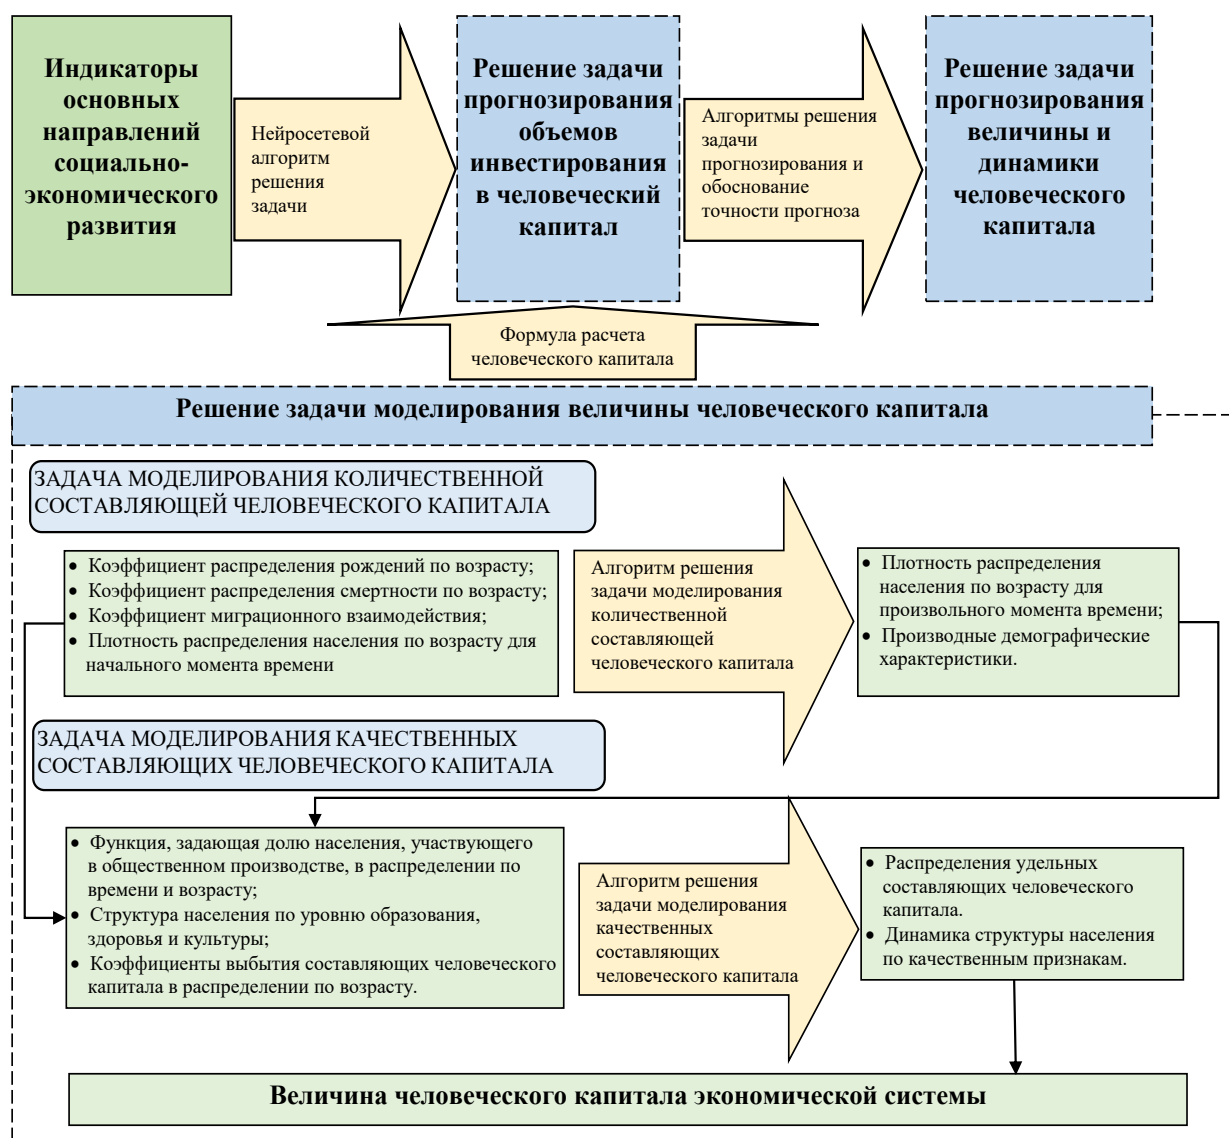 Индикаторы
основных
направлений
социально-
экономического
развития
Нейросетевой
алгоритм
решения
задачи
Решение задачи
прогнозирования
объемов
инвестирования
в человеческий
капитал
Алгоритмы решения
задачи
прогнозирования и
обоснование
точности прогноза
Решение задачи
прогнозирования
величины и
динамики
человеческого
капитала
Формула расчета
человеческого капитала
Решение задачи моделирования величины человеческого капитала
ЗАДАЧА МОДЕЛИРОВАНИЯ КОЛИЧЕСТВЕННОЙ
СОСТАВЛЯЮЩЕЙ ЧЕЛОВЕЧЕСКОГО КАПИТАЛА
• Коэффициент распределения рождений по возрасту;
• Коэффициент распределения смертности по возрасту;
• Коэффициент миграционного взаимодействия;
• Плотность распределения населения по возрасту для
начального момента времени
Алгоритм решения
задачи моделирования
количественной
составляющей
человеческого капитала
• Плотность распределения
населения по возрасту для
произвольного момента времени;
• Производные демографические
характеристики.
ЗАДАЧА МОДЕЛИРОВАНИЯ КАЧЕСТВЕННЫХ
СОСТАВЛЯЮЩИХ ЧЕЛОВЕЧЕСКОГО КАПИТАЛА
• Функция, задающая долю населения, участвующего
в общественном производстве, в распределении по
времени и возрасту;
• Структура населения по уровню образования,
здоровья и культуры;
• Коэффициенты выбытия составляющих человеческого
капитала в распределении по возрасту.
Алгоритм решения
задачи моделирования
качественных
составляющих
человеческого капитала
• Распределения удельных
составляющих человеческого
капитала.
• Динамика структуры населения
по качественным признакам.
Величина человеческого капитала экономической системы